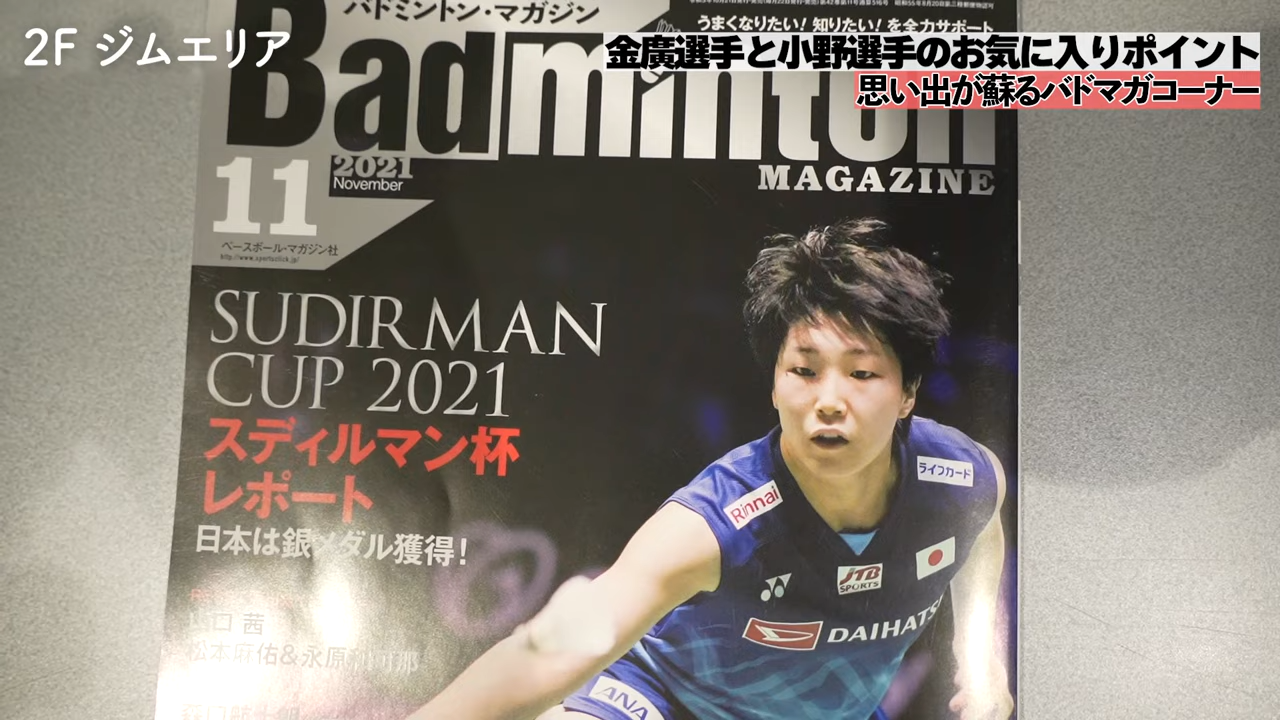 2F ジムエリア
金廣選手と小野選手のお気に入りポイント
思い出が蘇るバドマガコーナー
バドミントン・マガジン
うまくなりたい! 知りたい! を全力サポート
Badminton
MAGAZINE
11
2021
November
ベースボール・マガジン社
http://www.sportsclick.jp/
SUDIRMAN
CUP 2021
スディルマン杯
レポート
日本は銀メダル獲得!
口 茜
松本麻佑&永原和可那
ライフカード
Rinnai
JTB
SPORTS
DAIHATS
ANA